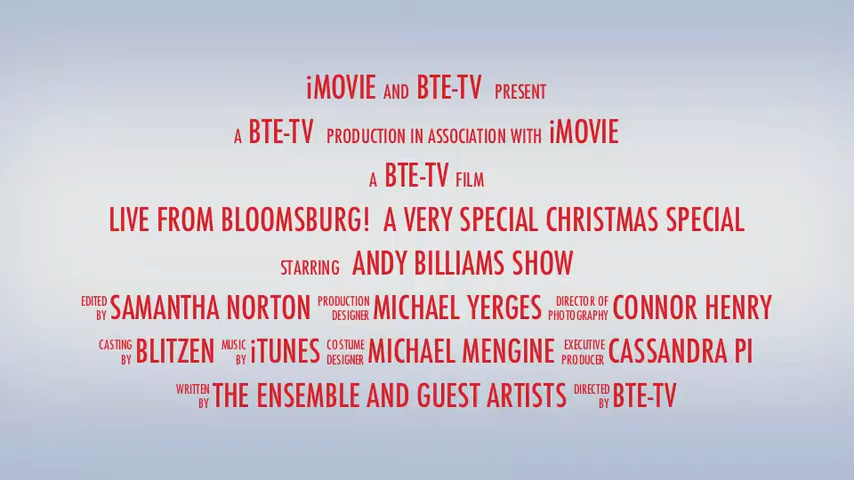 iMOVIE AND BTE-TV PRESENT
A BTE-TV PRODUCTION IN ASSOCIATION WITH iMOVIE
A BTE-TV FILM
LIVE FROM BLOOMSBURG! A VERY SPECIAL CHRISTMAS SPECIAL
STARRING ANDY BILLIAMS SHOW
EDITED BY SAMANTHA NORTON PRODUCTION DESIGNER MICHAEL YERGES DIRECTOR OF PHOTOGRAPHY CONNOR HENRY
CASTING BY BLITZEN MUSIC BY iTUNES COSTUME DESIGNER MICHAEL MENGINE EXECUTIVE PRODUCER CASSANDRA PI
WRITTEN BY THE ENSEMBLE AND GUEST ARTISTS DIRECTED BY BTE-TV